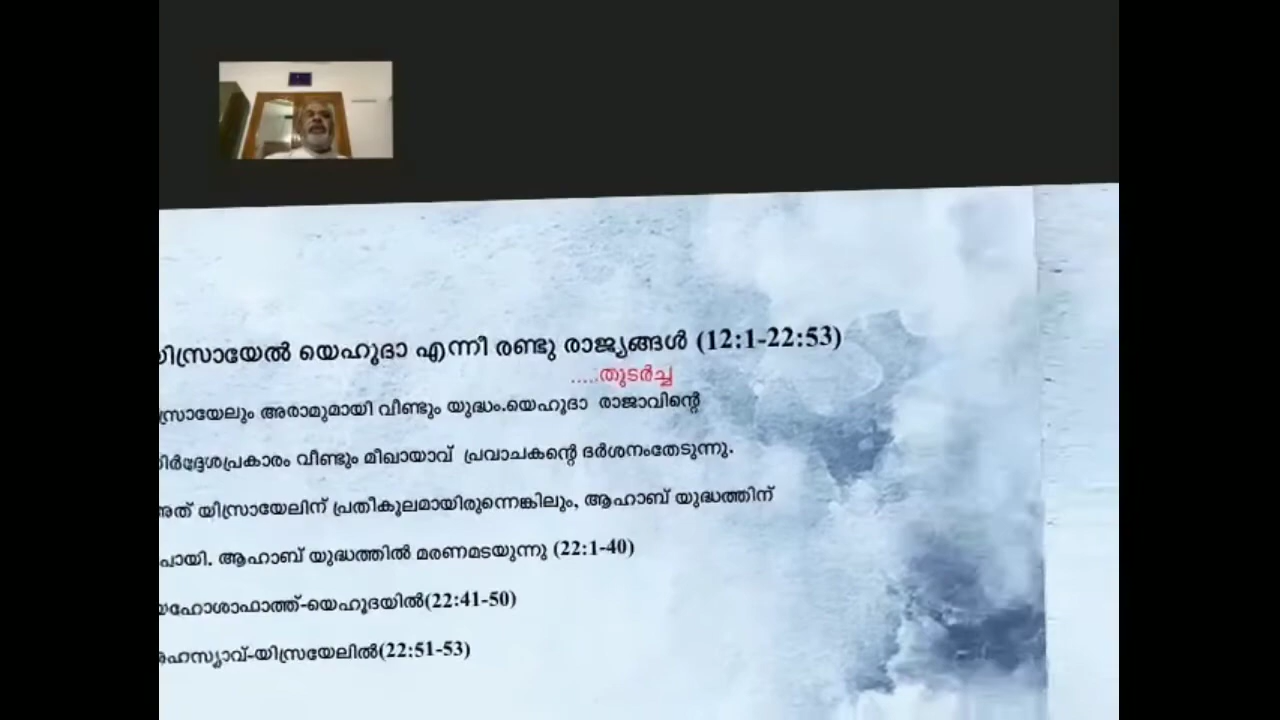 യിസ്രായേൽ യെഹൂദാ എന്നീ രണ്ടു രാജ്യങ്ങൾ (12:1-22:53)
.....തുടർച്ച
സ്രായേലും അരാമുമായി വീണ്ടും യുദ്ധം.യെഹൂദാ രാജാവിന്റെ
നിർദ്ദേശപ്രകാരം വീണ്ടും മീഖായാവ് പ്രവാചകന്റെ ദർശനംതേടുന്നു.
അത് യിസ്രായേലിന് പ്രതീകൂലമായിരുന്നെങ്കിലും, ആഹാബ് യുദ്ധത്തിന്
പോയി. ആഹാബ് യുദ്ധത്തിൽ മരണമടയുന്നു (22:1-40)
യഹോശാഫാത്ത്-യെഹൂദയിൽ(22:41-50)
അഹസ്യാവ്-യിസ്രയേലിൽ(22:51-53)